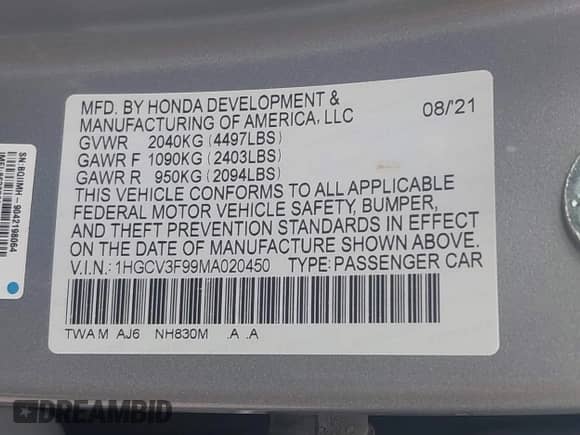 MFD. BY HONDA DEVELOPMENT &
MANUFACTURING OF AMERICA, LLC
08/'21
GVWR 2040KG (4497LBS)
GAWR F 1090KG (2403LBS)
GAWR R 950KG (2094LBS)
THIS VEHICLE CONFORMS TO ALL APPLICABLE
FEDERAL MOTOR VEHICLE SAFETY, BUMPER,
AND THEFT PREVENTION STANDARDS IN EFFECT
ON THE DATE OF MANUFACTURE SHOWN ABOVE.
V.I.N.: 1HGCV3F99MA020450 TYPE: PASSENGER CAR
TWA M AJ6 NH830M .A .A
DREAMBID